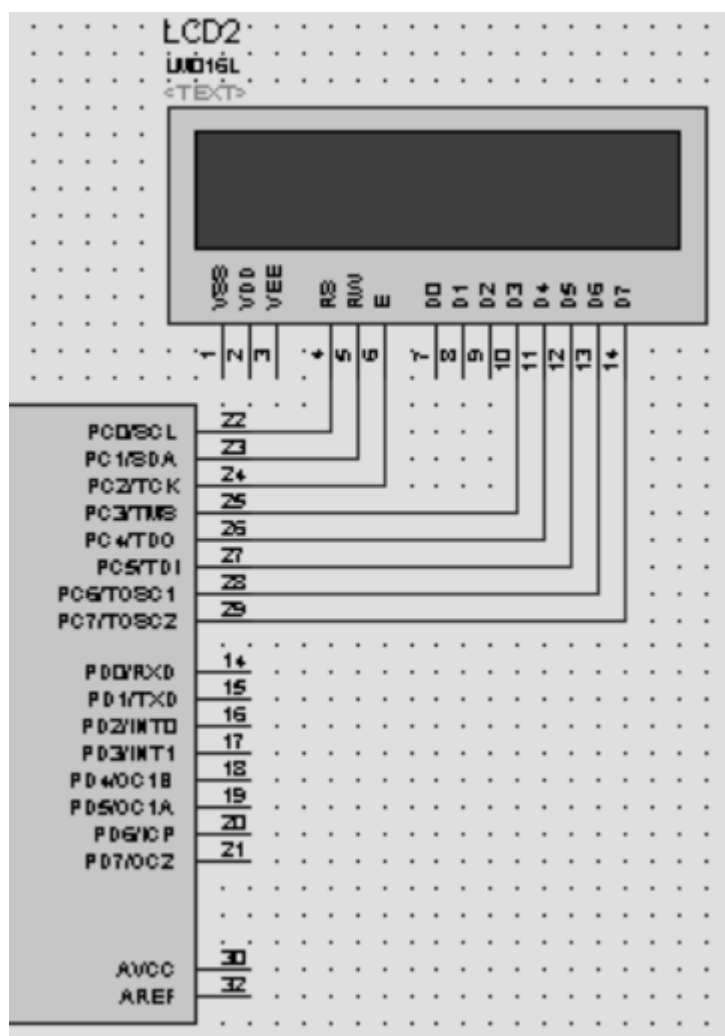 LCD2
LM016L
<TEXT>
VSS VDD VEE RS RW E D0 D1 D2 D3 D4 D5 D6 D7
1 2 3 4 5 6 7 8 9 10 11 12 13 14
PC0/SCL 22
PC1/SDA 23
PC2/TCK 24
PC3/TMS 25
PC4/TDO 26
PC5/TDI 27
PC6/TOSC1 28
PC7/TOSC2 29
PD0/RXD 14
PD1/TXD 15
PD2/INT0 16
PD3/INT1 17
PD4/OC1B 18
PD5/OC1A 19
PD6/ICP 20
PD7/OC2 21
AVCC 30
AREF 32